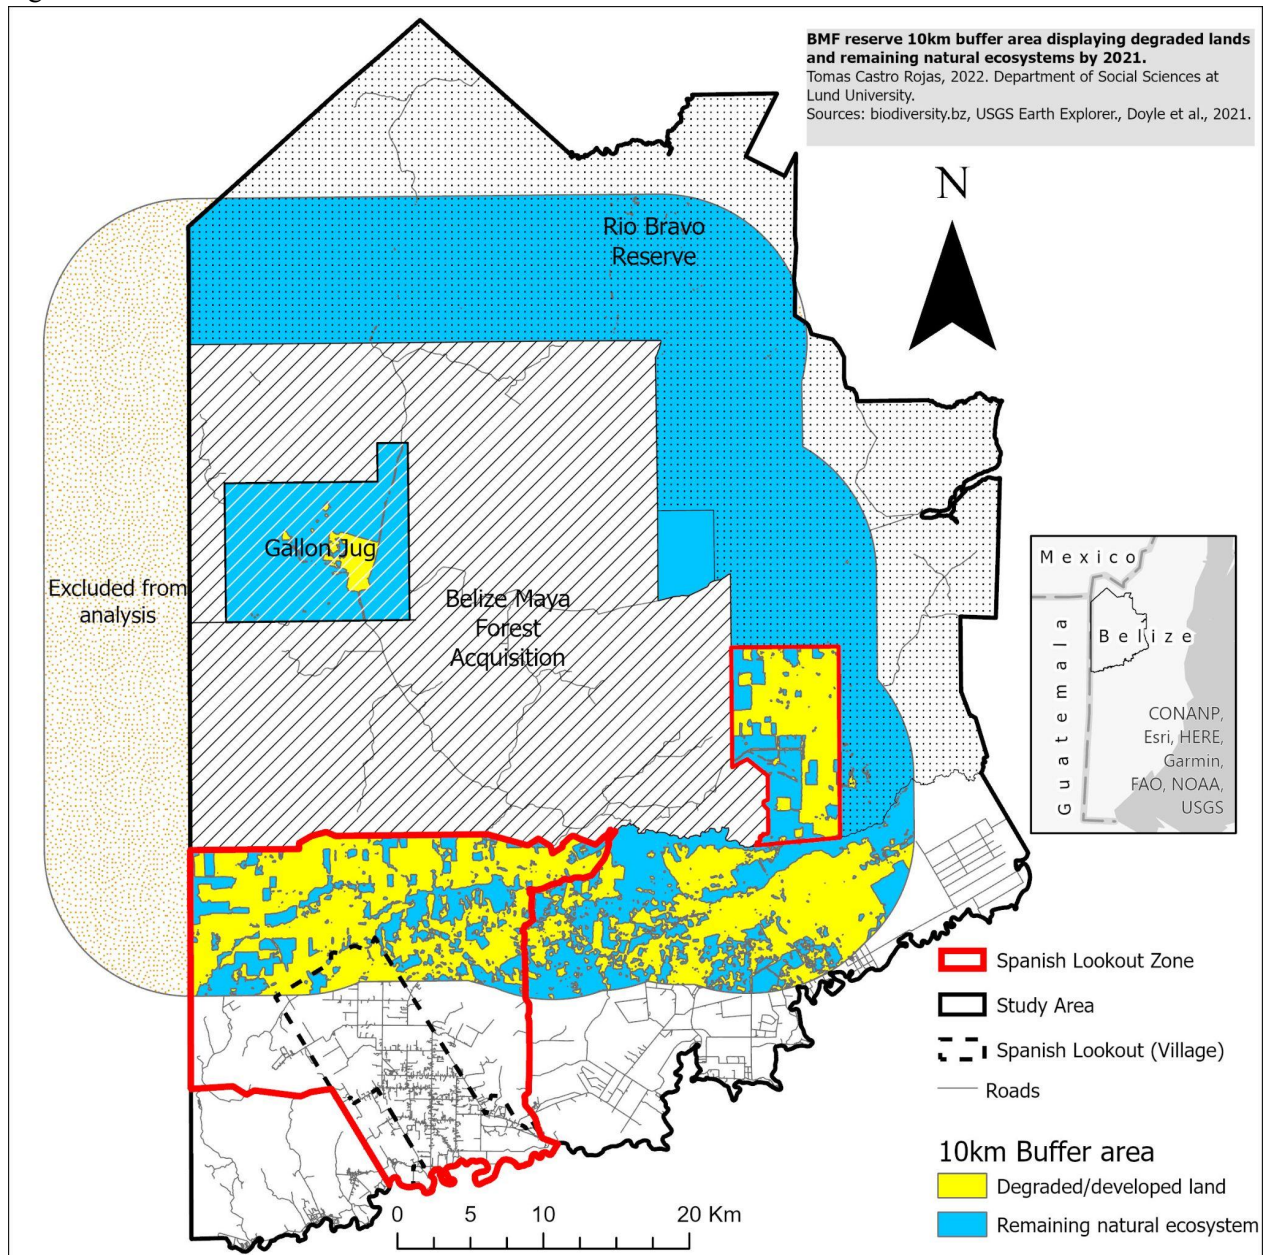 BMF reserve 10km buffer area displaying degraded lands
and remaining natural ecosystems by 2021.
Tomas Castro Rojas, 2022. Department of Social Sciences at
Lund University.
Sources: biodiversity.bz, USGS Earth Explorer., Doyle et al., 2021.
N
Rio Bravo
Reserve
Gallon Jug
Excluded from
analysis
Belize Maya
Forest
Acquisition
Mexico
Belize
Guatemala
CONANP,
Esri, HERE,
Garmin,
FAO, NOAA,
USGS
Spanish Lookout Zone
Study Area
Spanish Lookout (Village)
Roads
10km Buffer area
Degraded/developed land
Remaining natural ecosystem
0 5 10 20 Km